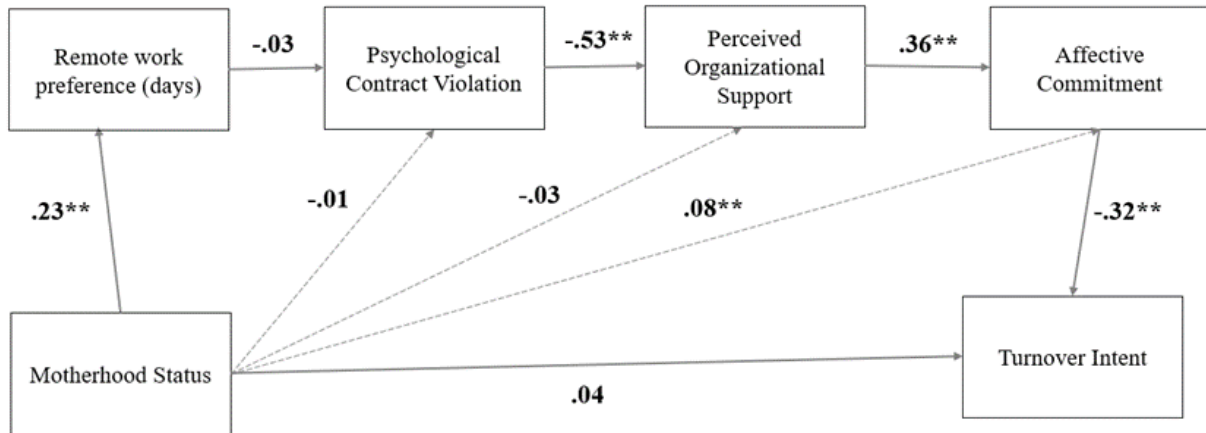 Remote work
preference (days)
-.03
Psychological
Contract Violation
-.53**
Perceived
Organizational
Support
.36**
Affective
Commitment
.23**
-.01
-.03
.08**
-.32**
Motherhood Status
.04
Turnover Intent